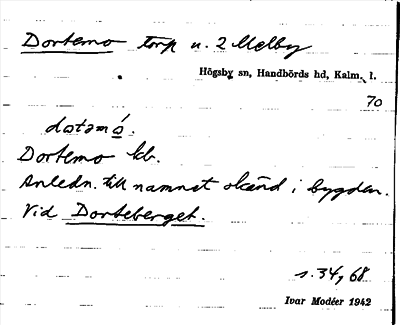 Dortemo torp u. 2 Melby
Högsby sn, Handbörds hd, Kalm. l.
70
dotəmó.
Dortemo kb.
Anledn. till namnet okänd i bygden.
Vid Dorteberget.
s. 34, 68
Ivar Modéer 1942